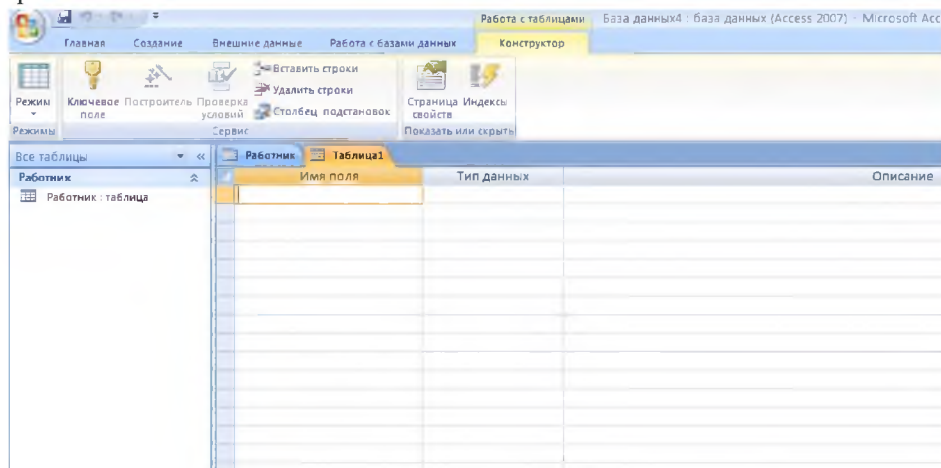 Работа с таблицами База данных4 : база данных (Access 2007) - Microsoft Acc
Главная Создание Внешние данные Работа с базами данных Конструктор
Режим
Ключевое поле
Построитель
Проверка условий
Вставить строки
Удалить строки
Столбец подстановок
Страница свойств
Индексы
Режимы Сервис Показать или скрыть
Все таблицы Работник Таблица1
Работник Имя поля Тип данных Описание
Работник : таблица